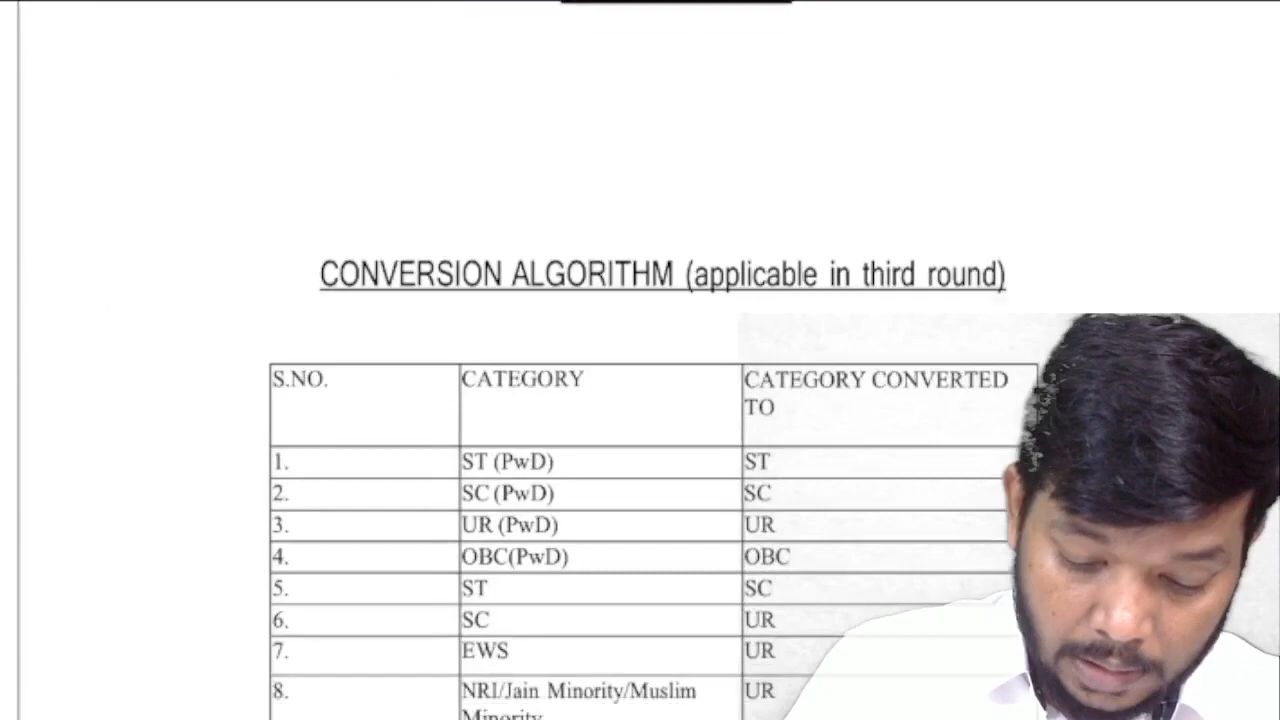 CONVERSION ALGORITHM (applicable in third round)
S.NO. CATEGORY CATEGORY CONVERTED
TO
1. ST (PwD) ST
2. SC (PwD) SC
3. UR (PwD) UR
4. OBC(PwD) OBC
5. ST SC
6. SC UR
7. EWS UR
8. NRI/Jain Minority/Muslim UR
Minority